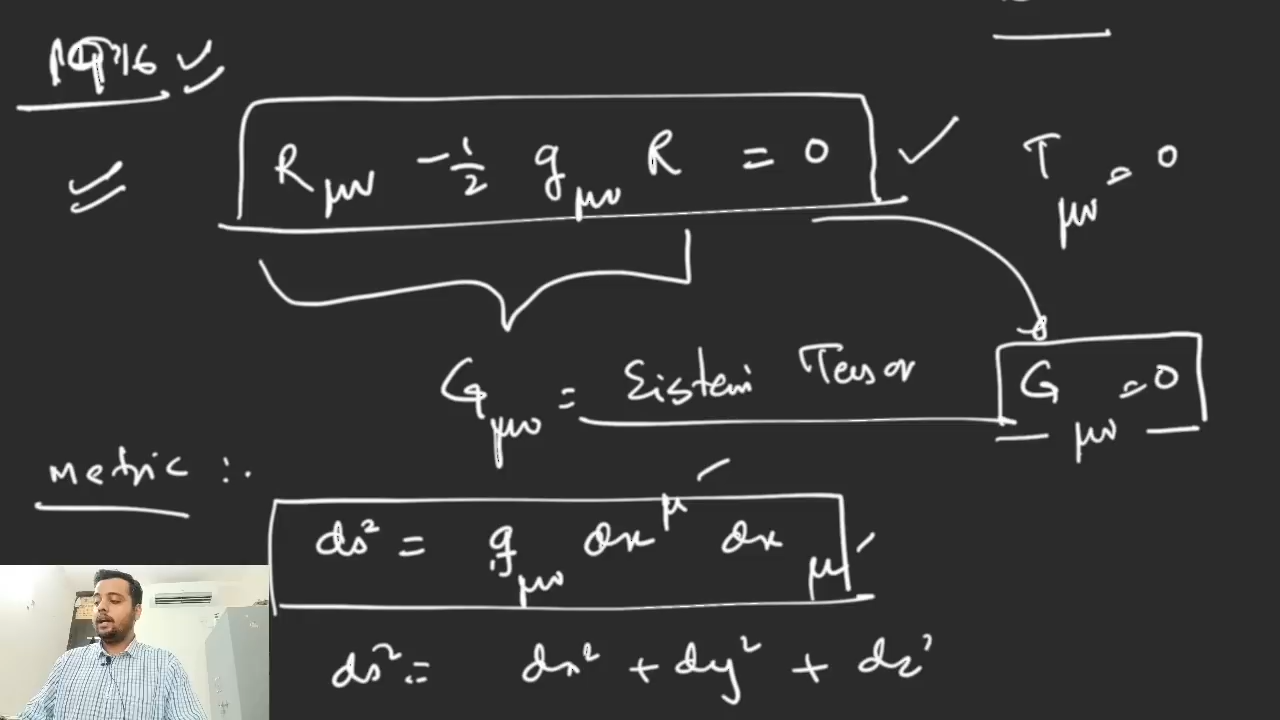 1916
R_μν - 1/2 g_μν R = 0
T_μν = 0
G_μν = Eistein Tensor
G_μν = 0
Metric :.
ds² = g_μν dx^μ dx_μ
ds² = dx² + dy² + dz²